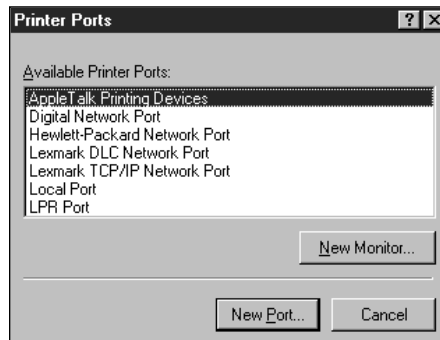 Printer Ports
Available Printer Ports:
AppleTalk Printing Devices
Digital Network Port
Hewlett-Packard Network Port
Lexmark DLC Network Port
Lexmark TCP/IP Network Port
Local Port
LPR Port
New Monitor...
New Port... Cancel